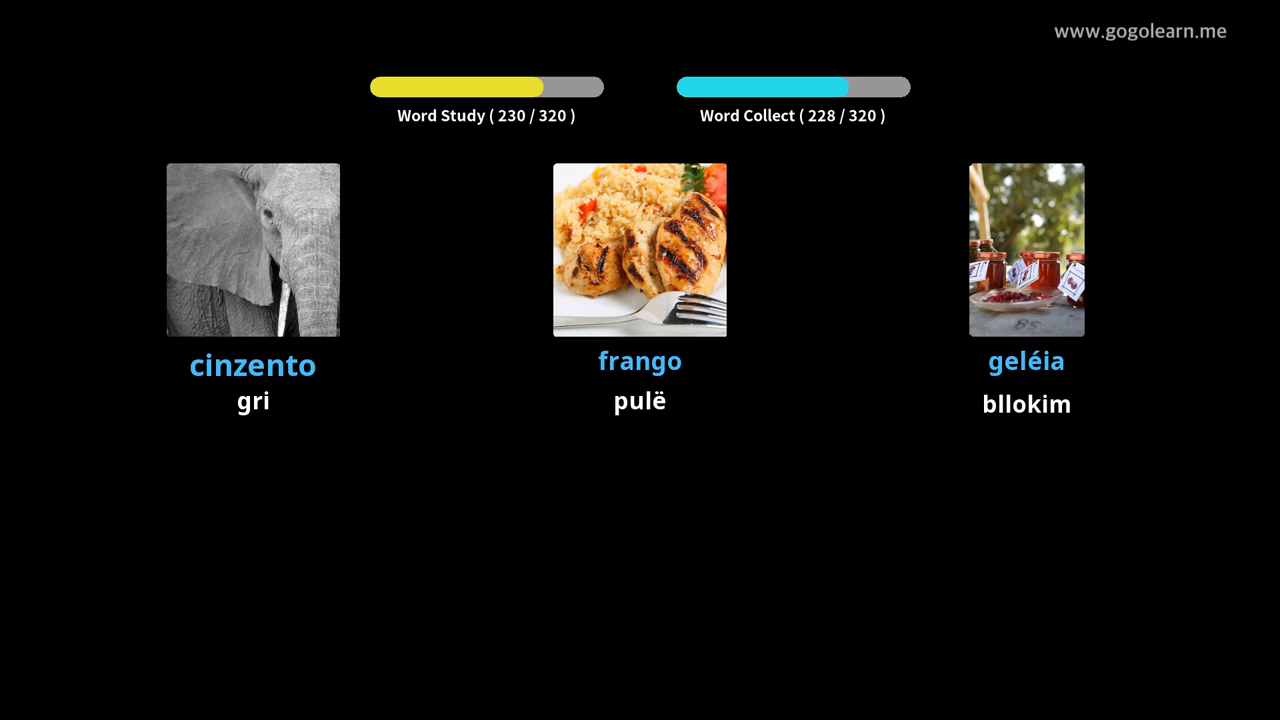 www.gogolearn.me
Word Study ( 230 / 320 )
Word Collect ( 228 / 320 )
cinzento
frango
geléia
gri
pulë
bllokim